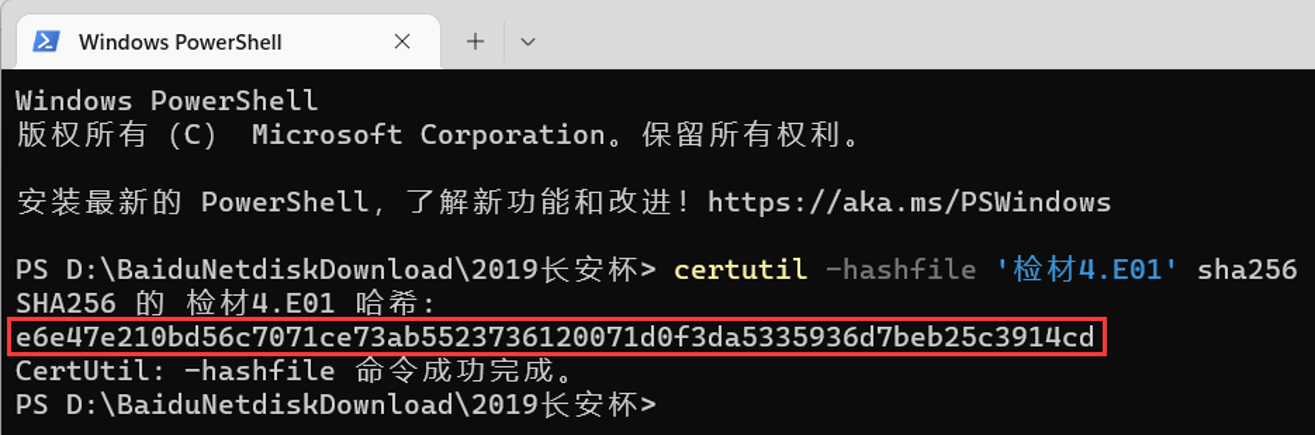 Windows PowerShell
Windows PowerShell
版权所有 (C) Microsoft Corporation。保留所有权利。
安装最新的 PowerShell，了解新功能和改进！https://aka.ms/PSWindows
PS D:\BaiduNetdiskDownload\2019长安杯> certutil -hashfile '检材4.E01' sha256
SHA256 的 检材4.E01 哈希:
e6e47e210bd56c7071ce73ab5523736120071d0f3da5335936d7beb25c3914cd
CertUtil: -hashfile 命令成功完成。
PS D:\BaiduNetdiskDownload\2019长安杯>